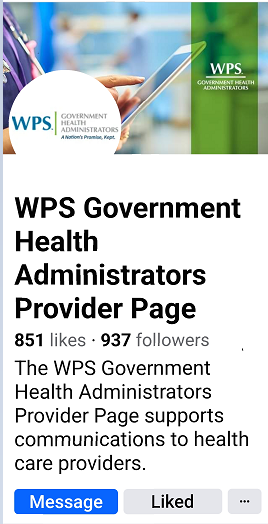 WPS.
GOVERNMENT HEALTH
ADMINISTRATORS
WPS.
GOVERNMENT
HEALTH
ADMINISTRATORS
A Nation's Promise, Kept.
WPS Government
Health
Administrators
Provider Page
851 likes · 937 followers
The WPS Government
Health Administrators
Provider Page supports
communications to health
care providers.
Message
Liked
...